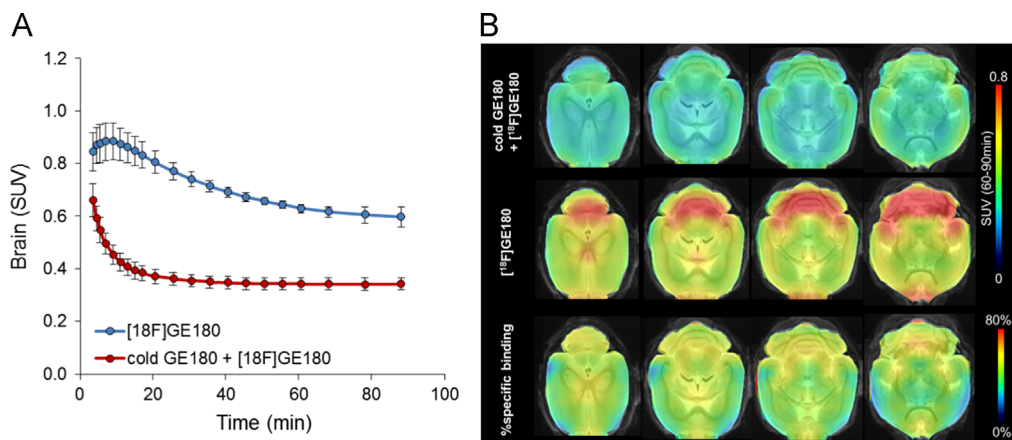 A
1.2
1.0
0.8
0.6
0.4
0.2
0.0
Brain (SUV)
[18F]GE180
cold GE180 + [18F]GE180
0
20
40
60
80
100
Time (min)
B
cold GE180
+ [¹⁸F]GE180
[¹⁸F]GE180
%specific binding
0.8
SUV (60-90min)
0
80%
0%